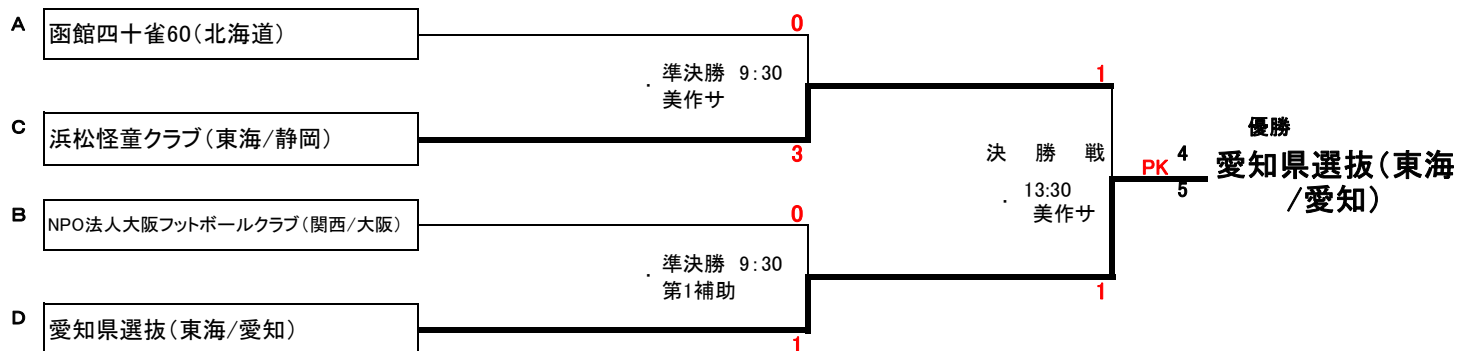 A
函館四十雀60(北海道)
0
準決勝 9:30
美作サ
1
C
浜松怪童クラブ(東海/静岡)
3
優勝
決勝戦
PK 4
5
愛知県選抜(東海
/愛知)
13:30
美作サ
B
NPO法人大阪フットボールクラブ(関西/大阪)
0
準決勝 9:30
第1補助
1
D
愛知県選抜(東海/愛知)
1